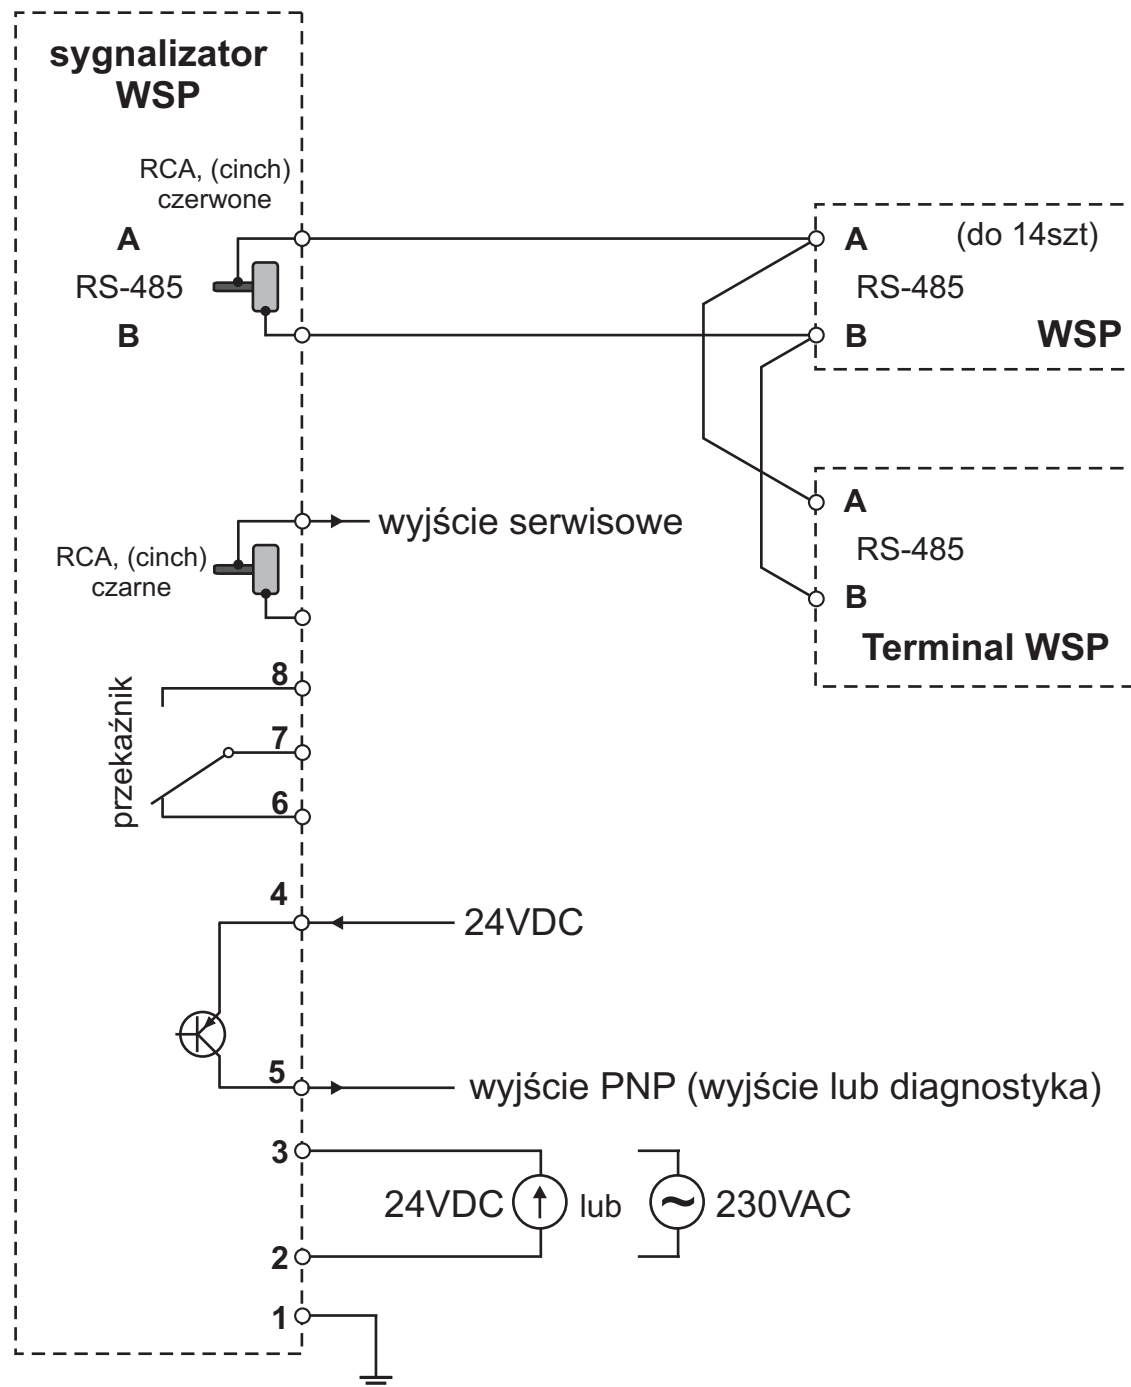 sygnalizator
WSP
RCA, (cinch)
czerwone
A
RS-485
B
A (do 14szt)
RS-485
B WSP
A
RS-485
B
Terminal WSP
wyjście serwisowe
RCA, (cinch)
czarne
przekaźnik
8
7
6
4
24VDC
5
wyjście PNP (wyjście lub diagnostyka)
3
24VDC lub ~ 230VAC
2
1